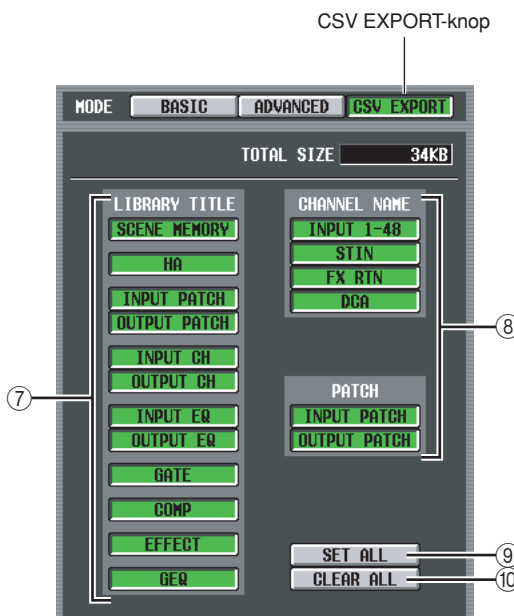 CSV EXPORT-knop
MODE BASIC ADVANCED CSV EXPORT
TOTAL SIZE 34KB
LIBRARY TITLE
SCENE MEMORY
HA
INPUT PATCH
OUTPUT PATCH
INPUT CH
OUTPUT CH
INPUT EQ
OUTPUT EQ
GATE
COMP
EFFECT
GEQ
⑦
CHANNEL NAME
INPUT 1-48
STIN
FX RTN
DCA
⑧
PATCH
INPUT PATCH
OUTPUT PATCH
SET ALL ⑨
CLEAR ALL ⑩